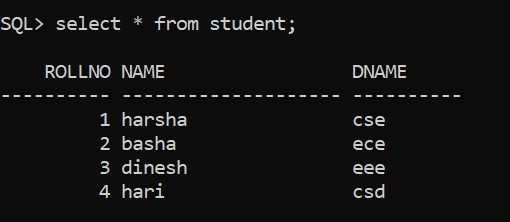 SQL> select * from student;
    ROLLNO NAME                 DNAME
---------- -------------------- ----------
         1 harsha               cse
         2 basha                ece
         3 dinesh               eee
         4 hari                 csd